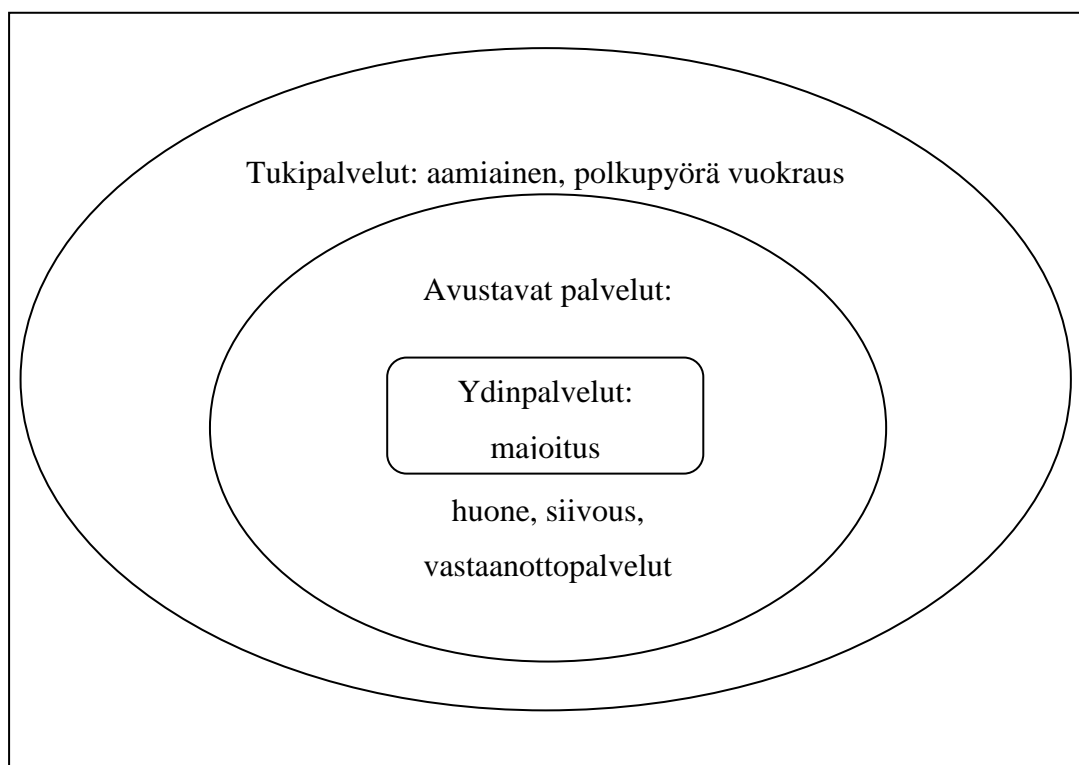 Tukipalvelut: aamiainen, polkupyörä vuokraus
Avustavat palvelut:
Ydinpalvelut:
majoitus
huone, siivous,
vastaanottopalvelut